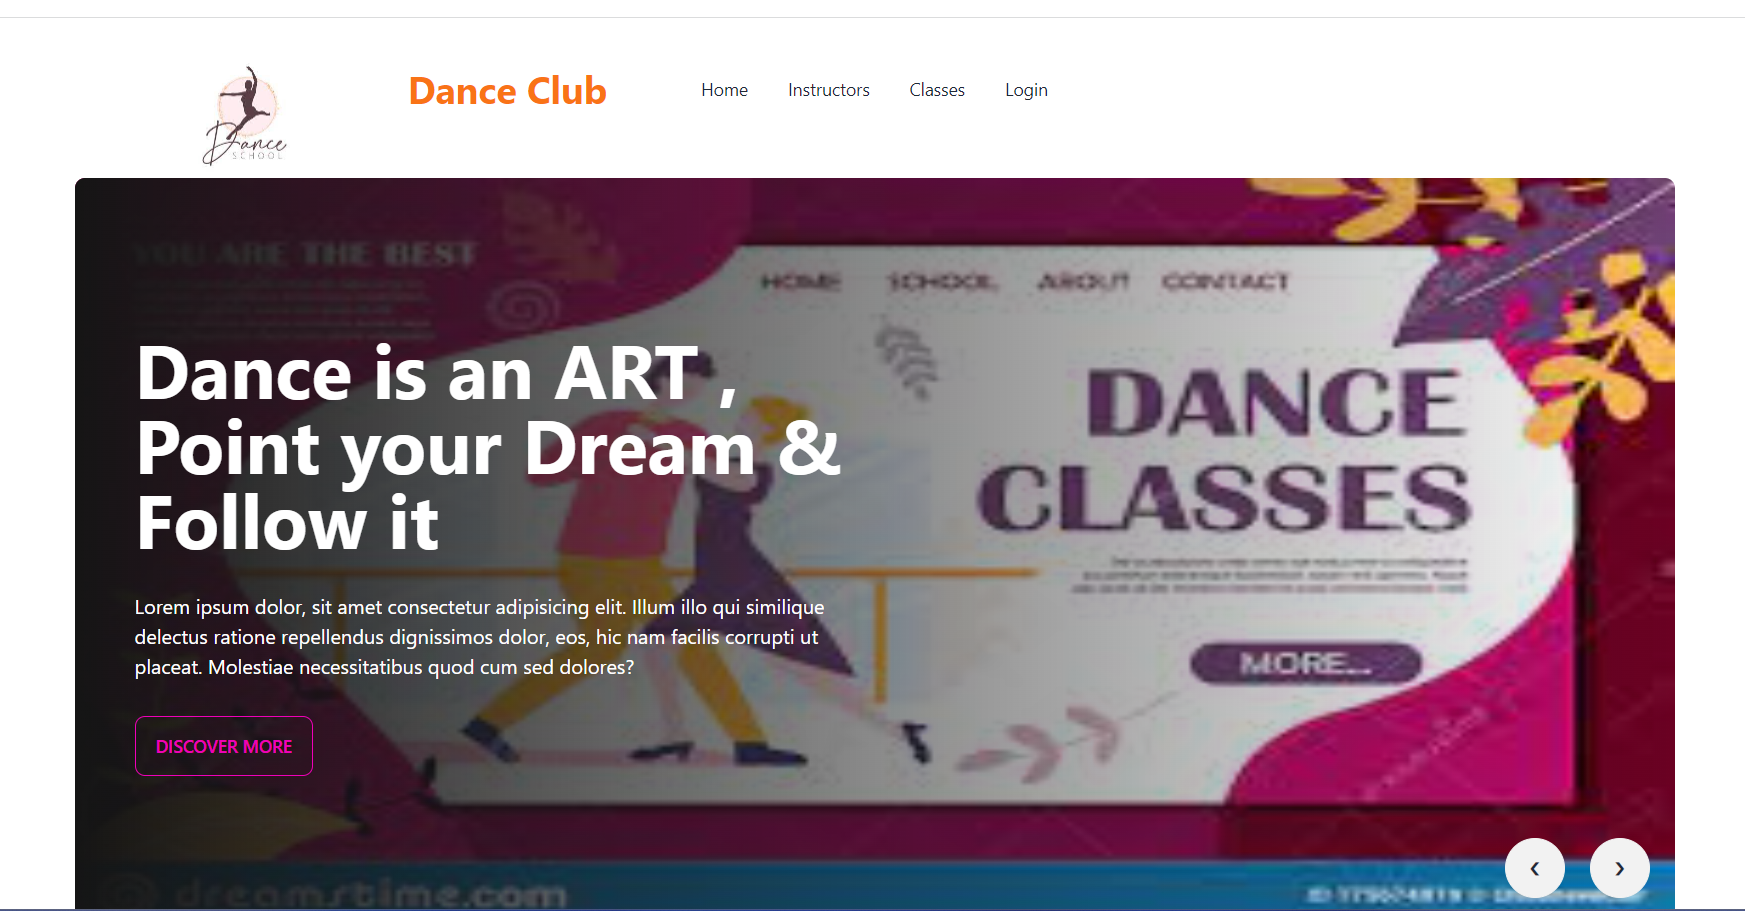 Dance
SCHOOL
Dance Club
Home Instructors Classes Login
YOU ARE THE BEST
HOME SCHOOL ABOUT CONTACT
Dance is an ART ,
Point your Dream &
Follow it
DANCE
CLASSES
Lorem ipsum dolor, sit amet consectetur adipisicing elit. Illum illo qui similique
delectus ratione repellendus dignissimos dolor, eos, hic nam facilis corrupti ut
placeat. Molestiae necessitatibus quod cum sed dolores?
MORE...
DISCOVER MORE
dreamstime.com